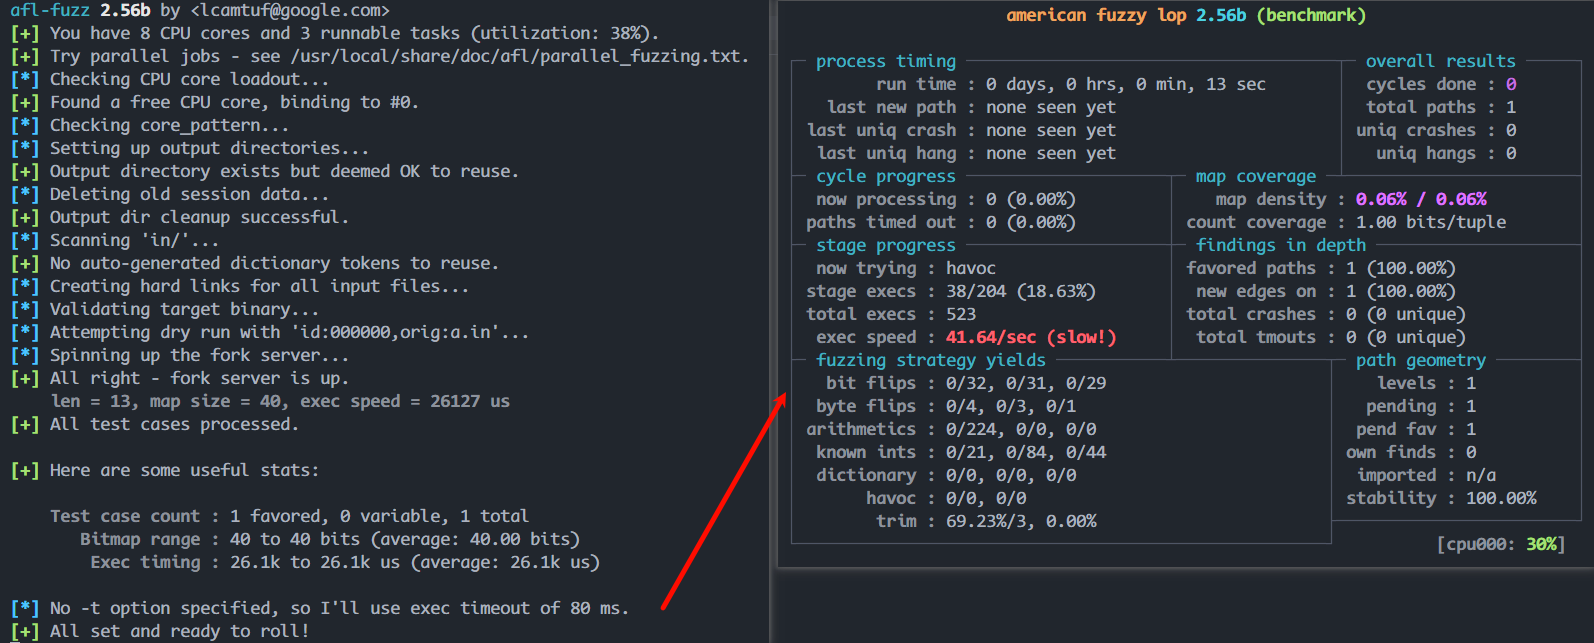 afl-fuzz 2.56b by <lcamtuf@google.com>
[+] You have 8 CPU cores and 3 runnable tasks (utilization: 38%).
[+] Try parallel jobs - see /usr/local/share/doc/afl/parallel_fuzzing.txt.
[*] Checking CPU core loadout...
[+] Found a free CPU core, binding to #0.
[*] Checking core_pattern...
[*] Setting up output directories...
[+] Output directory exists but deemed OK to reuse.
[*] Deleting old session data...
[+] Output dir cleanup successful.
[*] Scanning 'in/'...
[+] No auto-generated dictionary tokens to reuse.
[*] Creating hard links for all input files...
[*] Validating target binary...
[*] Attempting dry run with 'id:000000,orig:a.in'...
[*] Spinning up the fork server...
[+] All right - fork server is up.
len = 13, map size = 40, exec speed = 26127 us
[+] All test cases processed.
[+] Here are some useful stats:
Test case count : 1 favored, 0 variable, 1 total
Bitmap range : 40 to 40 bits (average: 40.00 bits)
Exec timing : 26.1k to 26.1k us (average: 26.1k us)
[*] No -t option specified, so I'll use exec timeout of 80 ms.
[+] All set and ready to roll!
american fuzzy lop 2.56b (benchmark)
process timing
run time : 0 days, 0 hrs, 0 min, 13 sec
last new path : none seen yet
last uniq crash : none seen yet
last uniq hang : none seen yet
overall results
cycles done : 0
total paths : 1
uniq crashes : 0
uniq hangs : 0
cycle progress
now processing : 0 (0.00%)
paths timed out : 0 (0.00%)
map coverage
map density : 0.06% / 0.06%
count coverage : 1.00 bits/tuple
stage progress
now trying : havoc
stage execs : 38/204 (18.63%)
total execs : 523
exec speed : 41.64/sec (slow!)
findings in depth
favored paths : 1 (100.00%)
new edges on : 1 (100.00%)
total crashes : 0 (0 unique)
total tmouts : 0 (0 unique)
fuzzing strategy yields
bit flips : 0/32, 0/31, 0/29
byte flips : 0/4, 0/3, 0/1
arithmetics : 0/224, 0/0, 0/0
known ints : 0/21, 0/84, 0/44
dictionary : 0/0, 0/0, 0/0
havoc : 0/0, 0/0
trim : 69.23%/3, 0.00%
path geometry
levels : 1
pending : 1
pend fav : 1
own finds : 0
imported : n/a
stability : 100.00%
[cpu000: 30%]